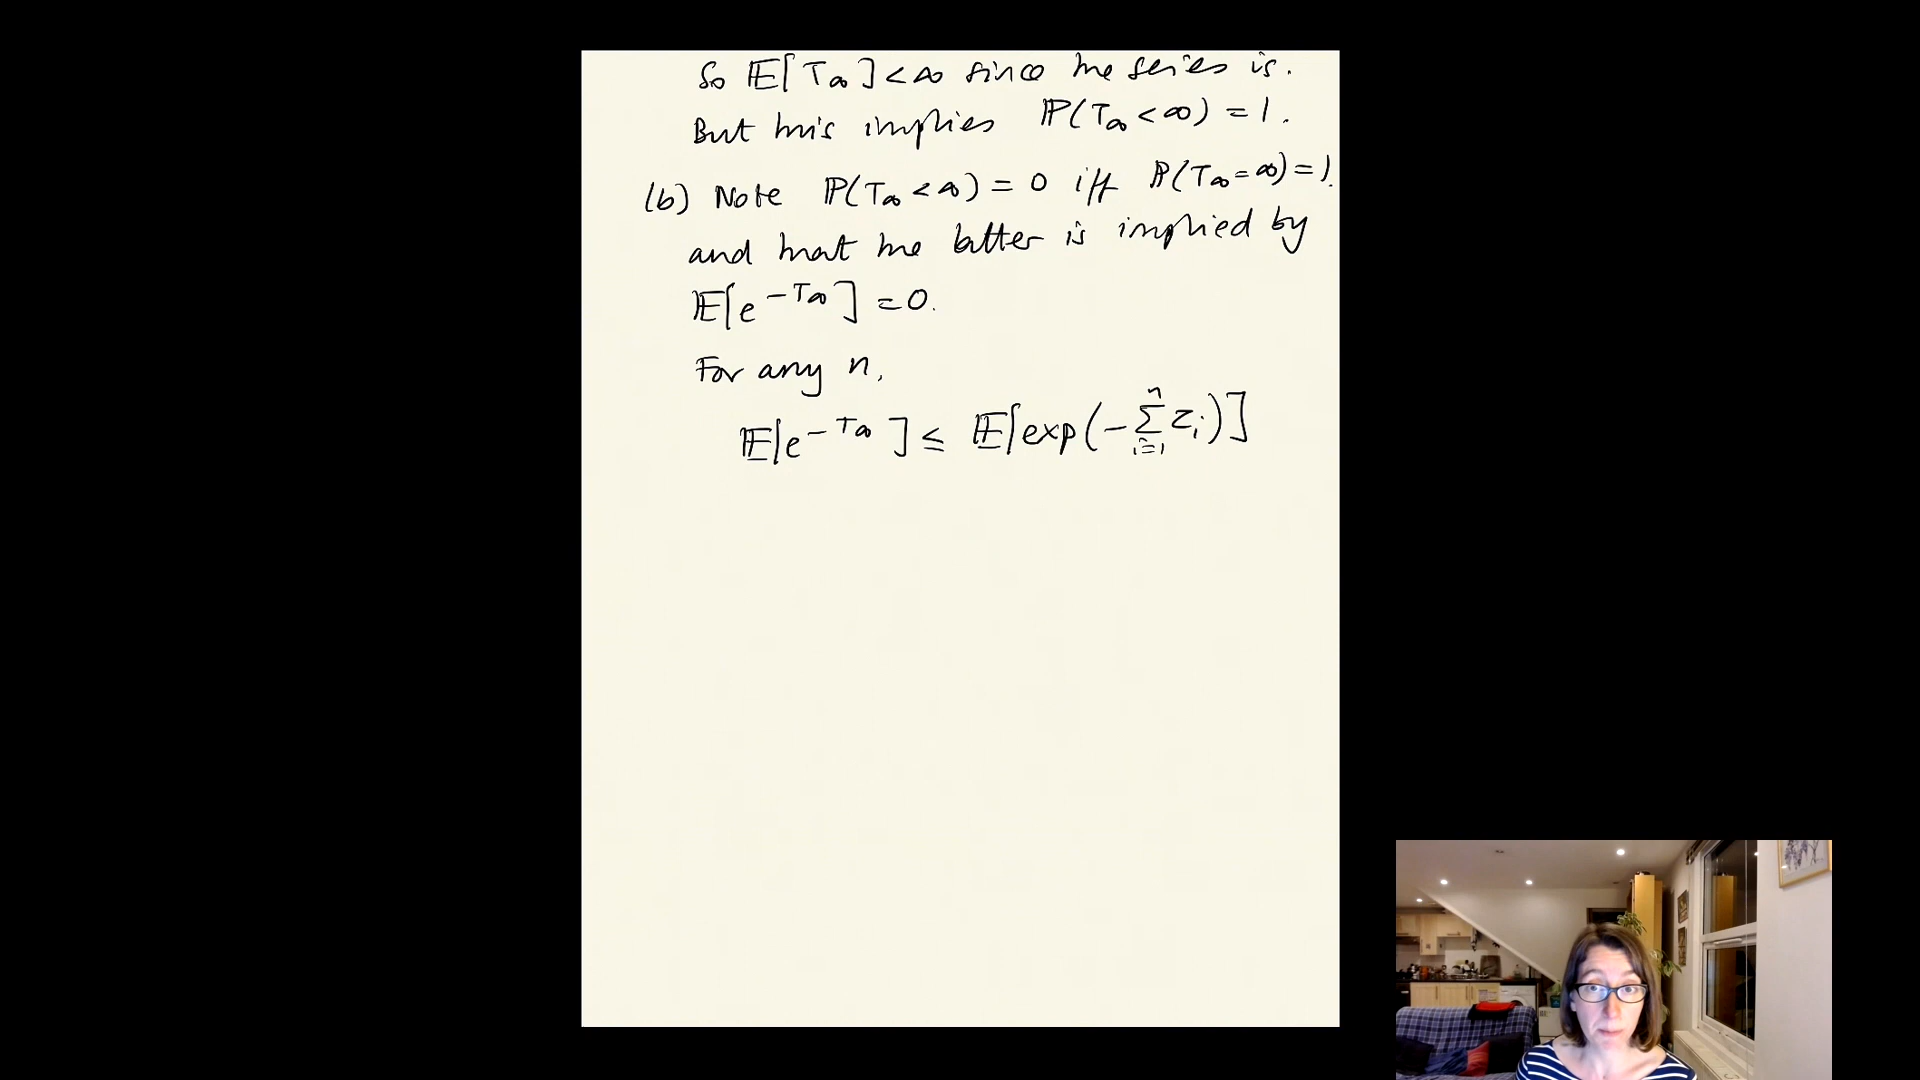 So 𝔼[T∞]<∞ since the series is.
But this implies ℙ(T∞<∞)=1.
(b) Note ℙ(T∞<∞)=0 iff ℙ(T∞=∞)=1.
and that the latter is implied by
𝔼[e^{-T∞}]=0.
For any n,
𝔼[e^{-T∞}] ≤ 𝔼[exp(-∑_{i=1}^{n} Z_i)]